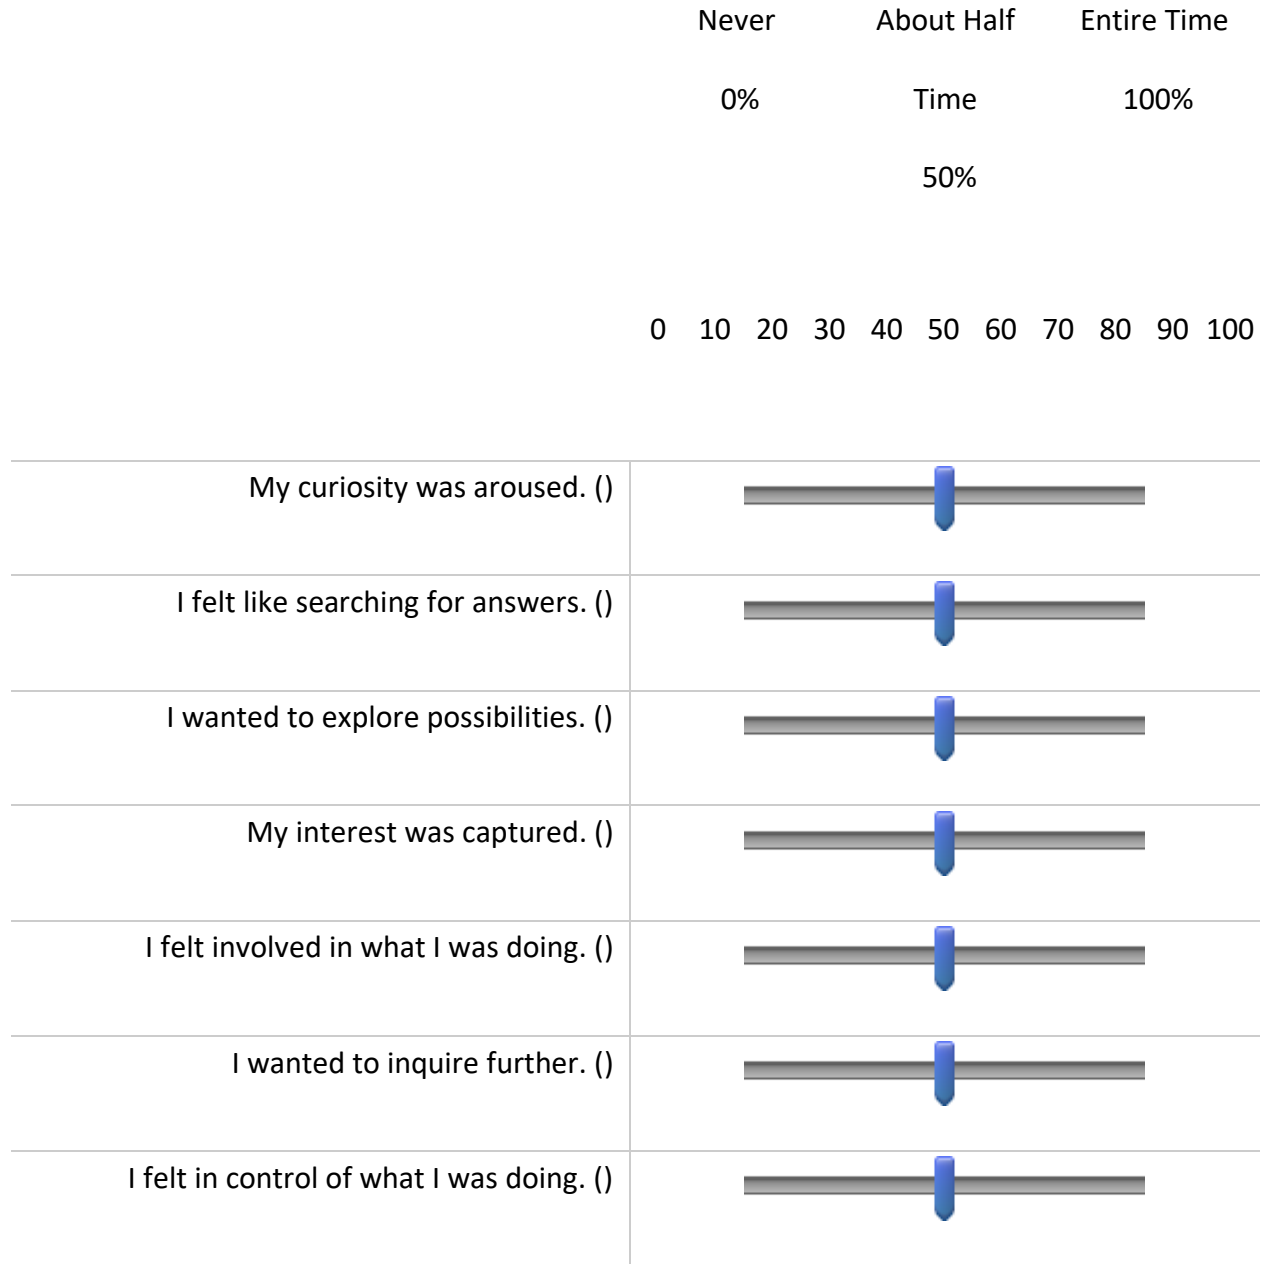 Never About Half Entire Time
0% Time 100%
50%
0 10 20 30 40 50 60 70 80 90 100
My curiosity was aroused. ()
I felt like searching for answers. ()
I wanted to explore possibilities. ()
My interest was captured. ()
I felt involved in what I was doing. ()
I wanted to inquire further. ()
I felt in control of what I was doing. ()